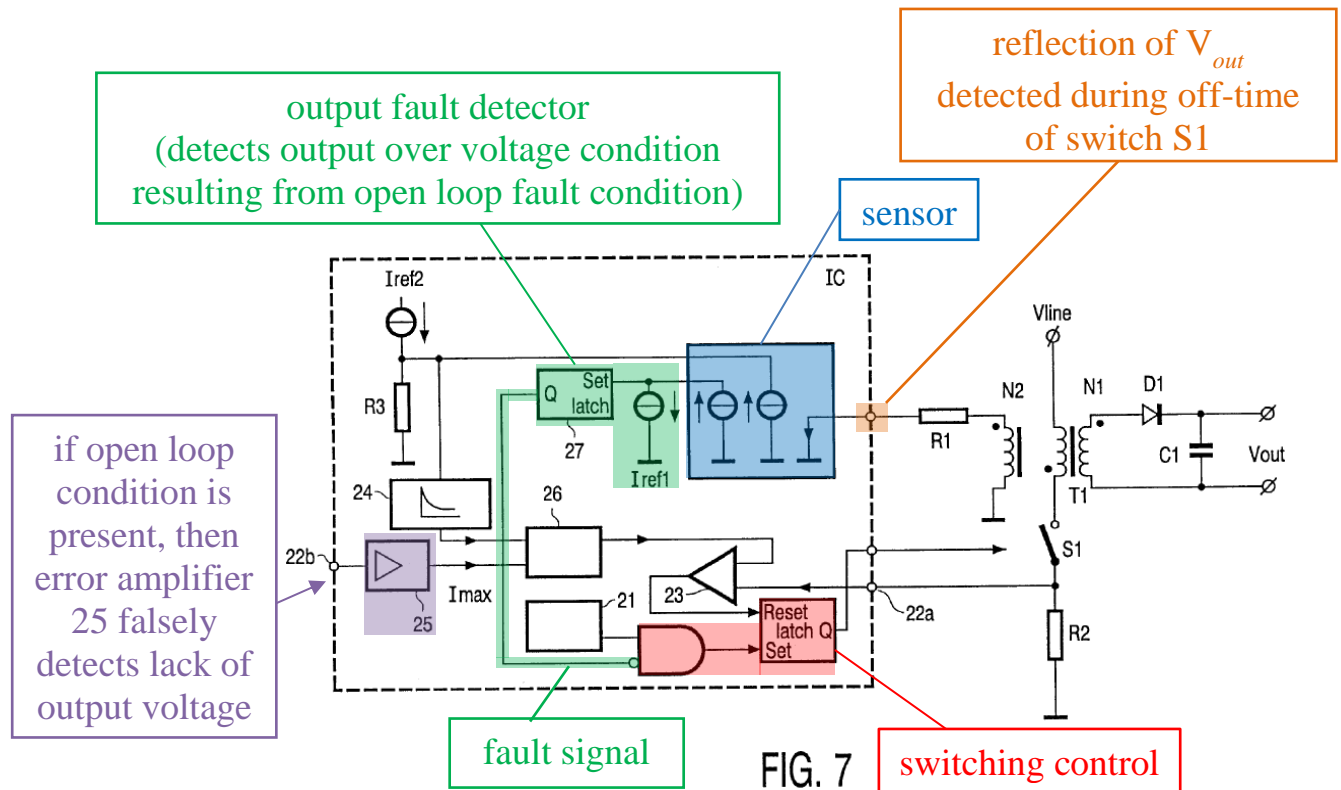 reflection of Vout
detected during off-time
of switch S1
output fault detector
(detects output over voltage condition
resulting from open loop fault condition)
sensor
Iref2
IC
Vline
Set
Q
latch
27
Iref1
R3
R1
N2
N1
D1
C1
Vout
T1
if open loop
condition is
present, then
error amplifier
25 falsely
detects lack of
output voltage
24
26
22b
Imax
25
21
23
S1
22a
Reset
latch Q
Set
R2
fault signal
switching control
FIG. 7